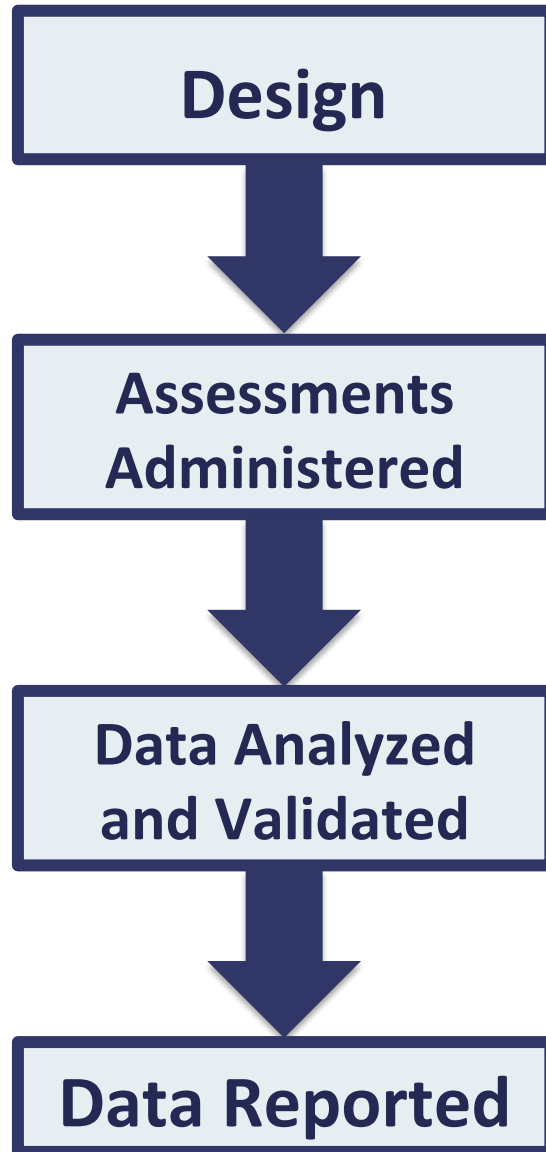 Design
Assessments
Administered
Data Analyzed
and Validated
Data Reported